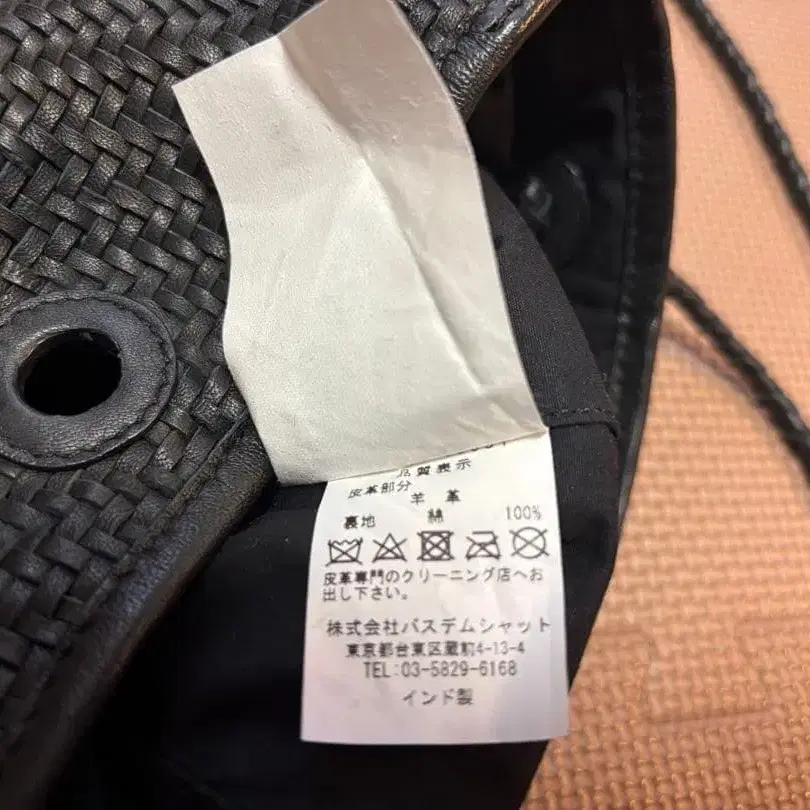 品質表示
皮革部分
羊 革
裏地 綿 100%
皮革専門のクリーニング店へお
出し下さい。
株式会社バスデムシャット
東京都台東区蔵前4-13-4
TEL:03-5829-6168
インド製